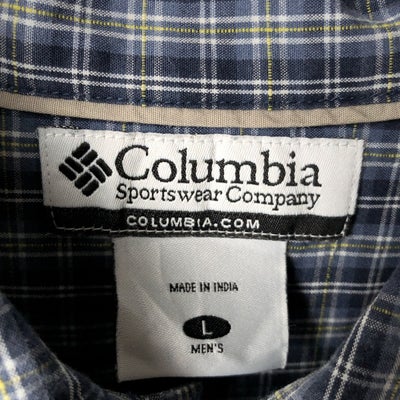 Columbia
Sportswear Company
COLUMBIA.COM
MADE IN INDIA
L
MEN'S